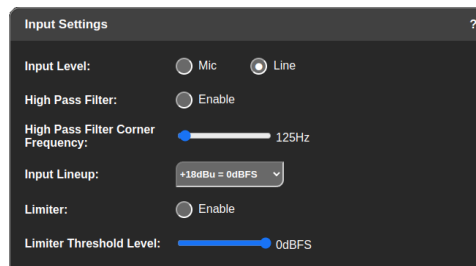 Input Settings ?
Input Level: Mic Line
High Pass Filter: Enable
High Pass Filter Corner
Frequency: 125Hz
Input Lineup: +18dBu = 0dBFS
Limiter: Enable
Limiter Threshold Level: 0dBFS